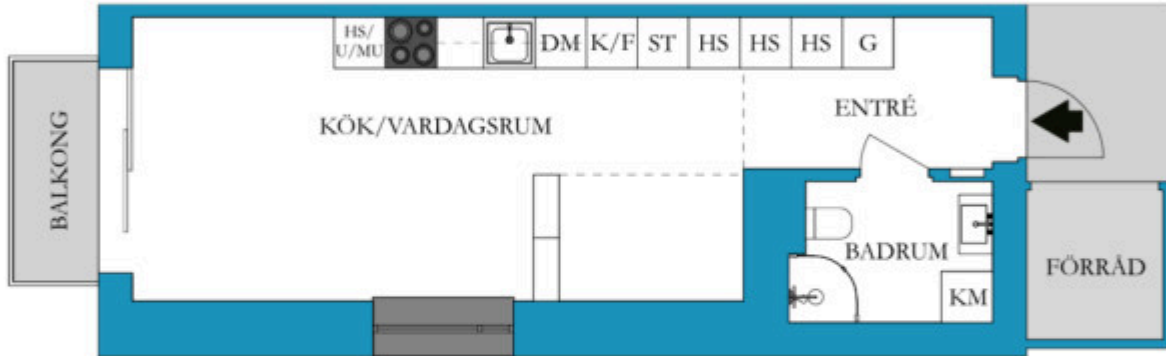 HS/
U/MU
DM
K/F
ST
HS
HS
HS
G
ENTRÉ
KÖK/VARDAGSRUM
BALKONG
BADRUM
FÖRRÅD
KM